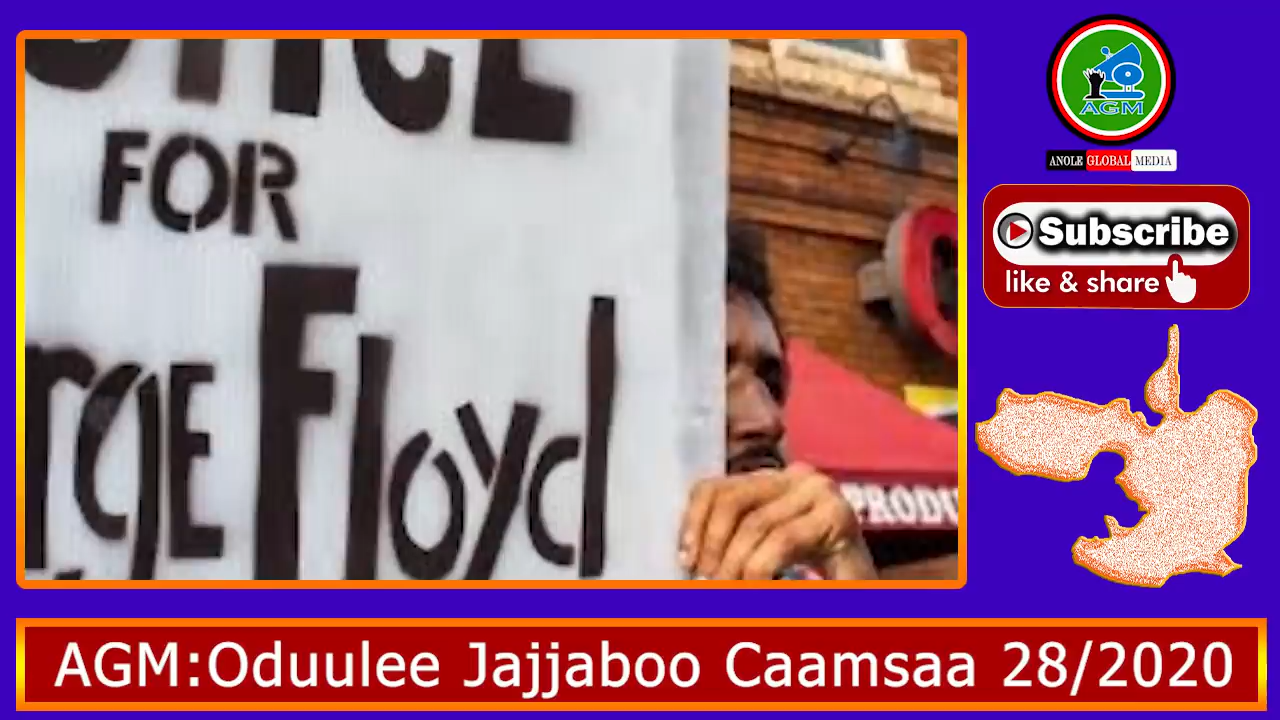 FOR
Floyd
PRODU
AGM
ANOLE GLOBAL MEDIA
Subscribe
like & share
AGM:Oduulee Jajjaboo Caamsaa 28/2020